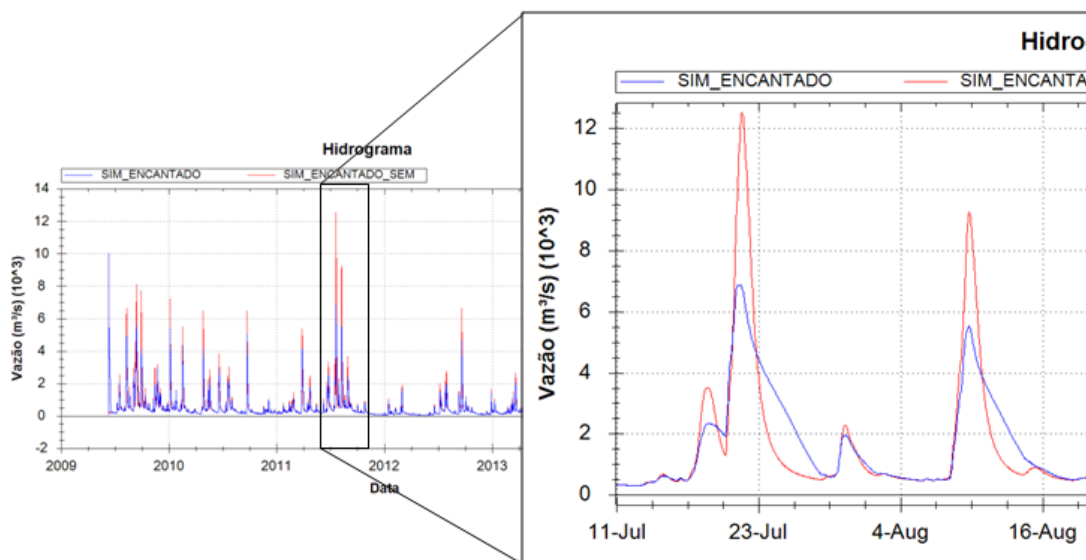 Hidrograma
SIM_ENCANTADO SIM_ENCANTADO_SEM
Vazão (m³/s) (10^3)
14
12
10
8
6
4
2
0
-2
2009 2010 2011 2012 2013
Data
Hidro
SIM_ENCANTADO SIM_ENCANTA
Vazão (m³/s) (10^3)
12
10
8
6
4
2
0
11-Jul 23-Jul 4-Aug 16-Aug